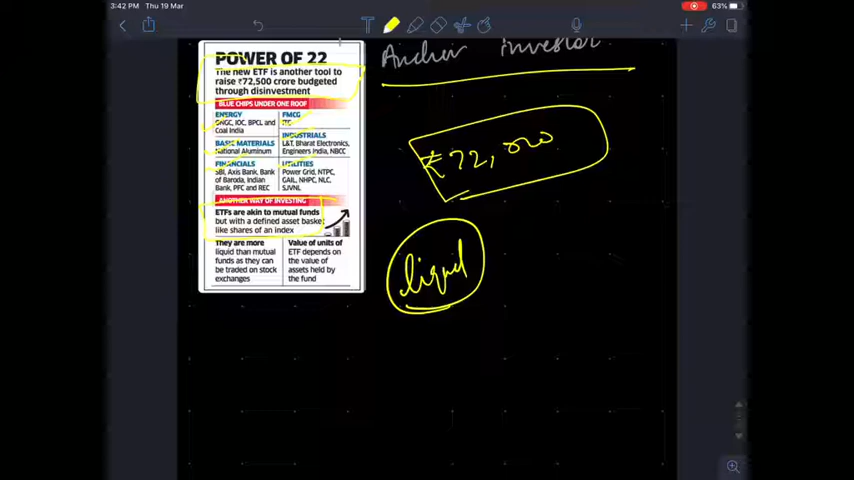 3:42 PM Thu 19 Mar
63%
POWER OF 22
The new ETF is another tool to
raise ₹72,500 crore budgeted
through disinvestment
BLUE CHIPS UNDER ONE ROOF
ENERGY
ONGC, IOC, BPCL and
Coal India
BASIC MATERIALS
National Aluminum
FINANCIALS
SBI, Axis Bank, Bank
of Baroda, Indian
Bank, PFC and REC
FMCG
ITC
INDUSTRIALS
L&T, Bharat Electronics,
Engineers India, NBCC
UTILITIES
Power Grid, NTPC,
GAIL, NHPC, NLC,
SJVNL
ANOTHER WAY OF INVESTING
ETFs are akin to mutual funds
but with a defined asset baske
like shares of an index
They are more
liquid than mutual
funds as they can
be traded on stock
exchanges
Value of units of
ETF depends on
the value of
assets held by
the fund
Anchor investor
₹72,000
liquid